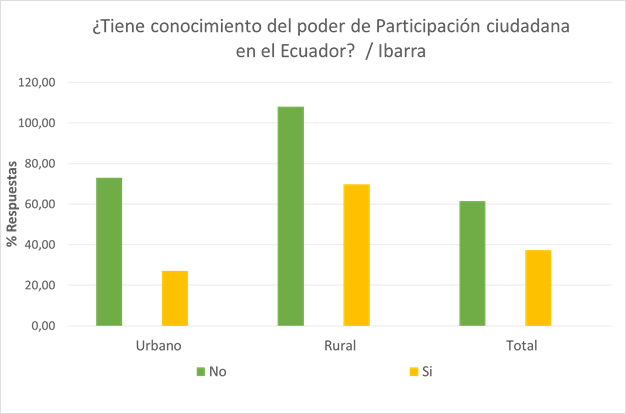 ¿Tiene conocimiento del poder de Participación ciudadana
en el Ecuador?  / Ibarra
120,00
100,00
80,00
60,00
40,00
20,00
0,00
% Respuestas
Urbano Rural Total
No Si